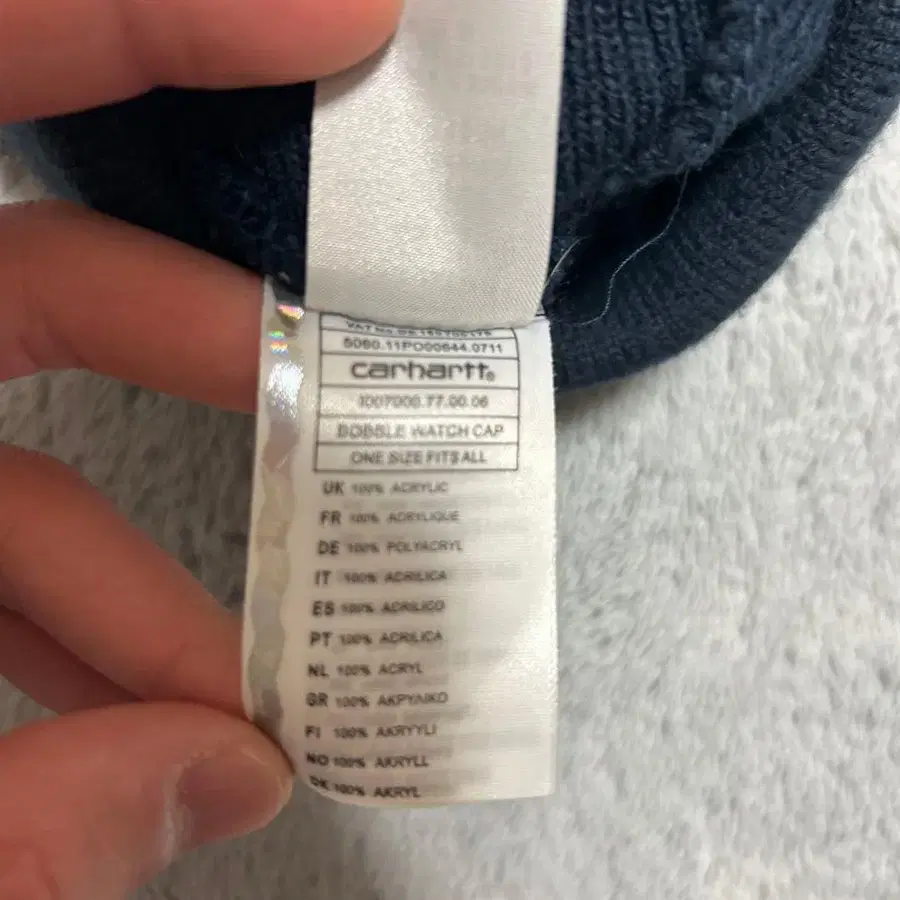 5060.11PO00644.0711
carhartt®
I007000.77.00.06
BOBBLE WATCH CAP
ONE SIZE FITS ALL
UK 100% ACRYLIC
FR 100% ACRYLIQUE
DE 100% POLYACRYL
IT 100% ACRILICA
ES 100% ACRILICO
PT 100% ACRILICA
NL 100% ACRYL
GR 100% AKPYΛIKO
FI 100% AKRYYLI
NO 100% AKRYLL
DK 100% AKRYL